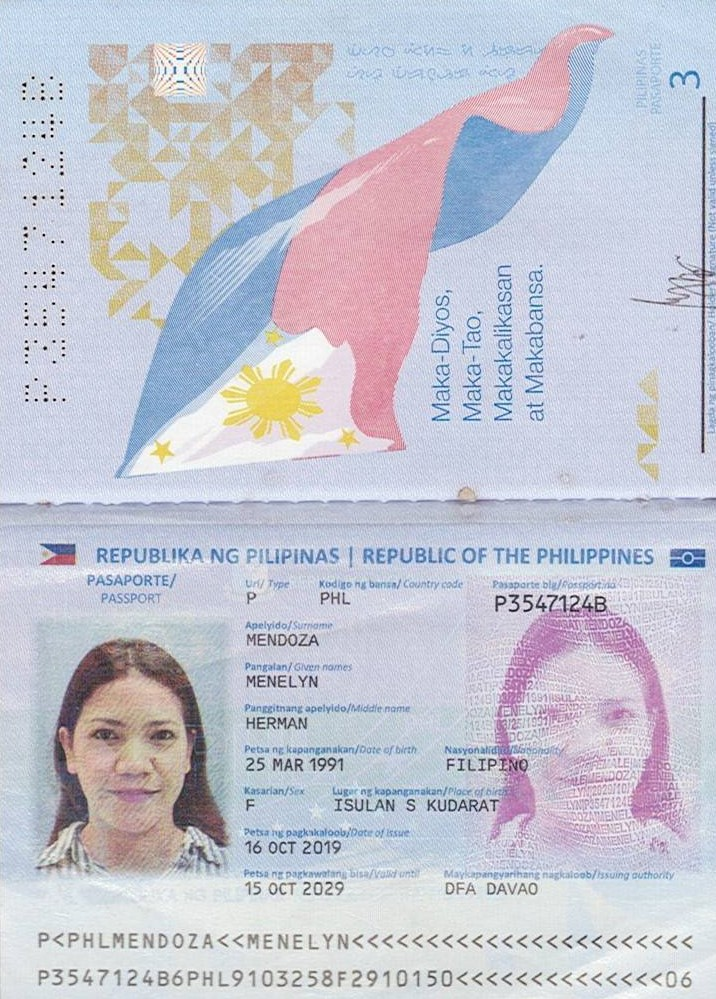 P3547124B
PILIPINAS
PASAPORTE
3
Maka-Diyos,
Maka-Tao,
Makakalikasan
at Makabansa.
REPUBLIKA NG PILIPINAS | REPUBLIC OF THE PHILIPPINES
PASAPORTE/
PASSPORT
Uri/ Type Kodigo ng bansa/ Country code Pasaporte blg/Passport no.
P PHL P3547124B
Apelyido/Surname
MENDOZA
Pangalan/ Given names
MENELYN
Panggitnang apelyido/Middle name
HERMAN
Petsa ng kapanganakan/Date of birth Nasyonalidad/Nationality
25 MAR 1991 FILIPINO
Kasarian/Sex Lugar ng kapanganakan/Place of birth
F ISULAN S KUDARAT
Petsa ng pagkakaloob/Date of issue
16 OCT 2019
Petsa ng pagkawalang bisa/Valid until Maykapangyarihang nagkaloob/Issuing authority
15 OCT 2029 DFA DAVAO
P<PHLMENDOZA<<MENELYN<<<<<<<<<<<<<<<<<<<<<<<
P3547124B6PHL9103258F2910150<<<<<<<<<<<<<<06